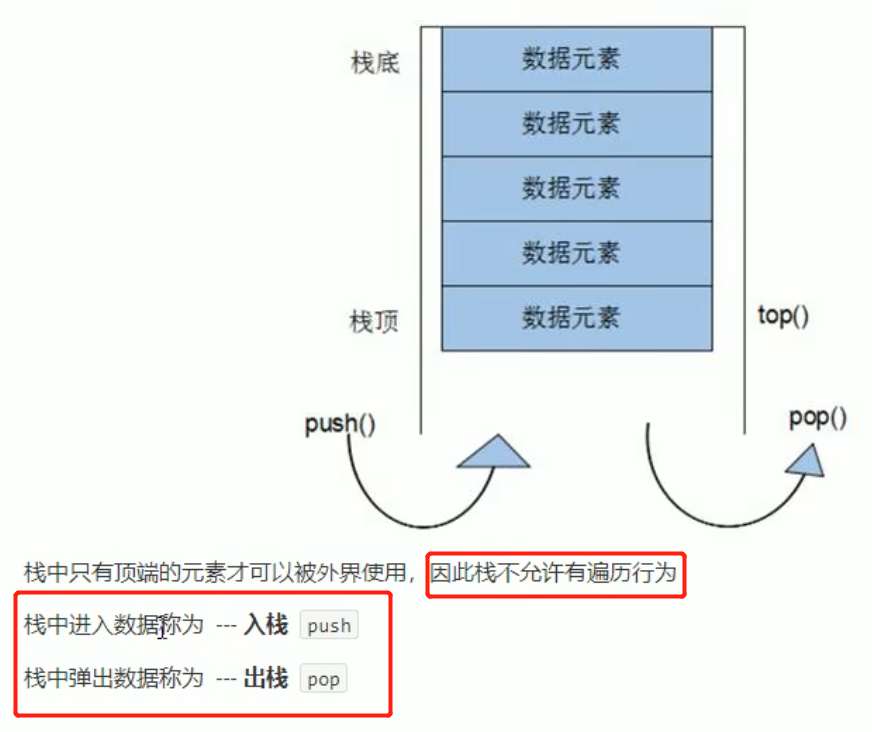 栈底
数据元素
数据元素
数据元素
数据元素
栈顶
数据元素
top()
push()
pop()
栈中只有顶端的元素才可以被外界使用，因此栈不允许有遍历行为
栈中进入数据称为 --- 入栈 push
栈中弹出数据称为 --- 出栈 pop